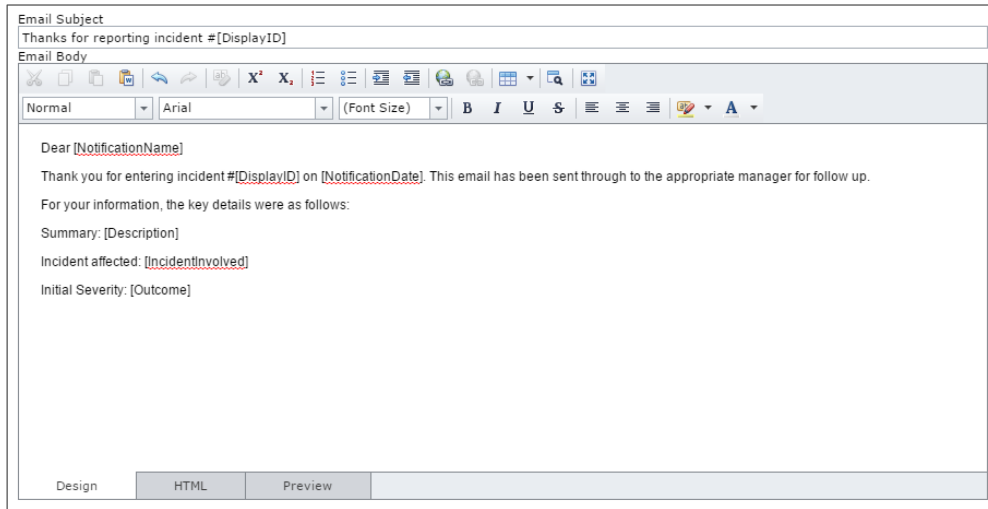 Email Subject
Thanks for reporting incident #[DisplayID]
Email Body
Normal Arial (Font Size) B I U S A
Dear [NotificationName]
Thank you for entering incident #[DisplayID] on [NotificationDate]. This email has been sent through to the appropriate manager for follow up.
For your information, the key details were as follows:
Summary: [Description]
Incident affected: [IncidentInvolved]
Initial Severity: [Outcome]
Design HTML Preview